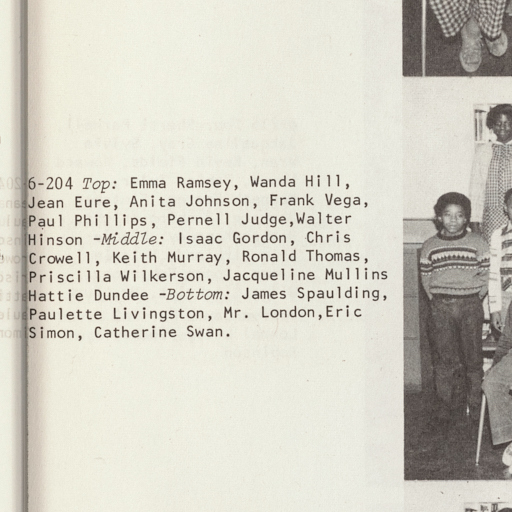 6-204 Top: Emma Ramsey, Wanda Hill,
Jean Eure, Anita Johnson, Frank Vega,
Paul Phillips, Pernell Judge,Walter
Hinson -Middle: Isaac Gordon, Chris
Crowell, Keith Murray, Ronald Thomas,
Priscilla Wilkerson, Jacqueline Mullins
Hattie Dundee -Bottom: James Spaulding,
Paulette Livingston, Mr. London,Eric
Simon, Catherine Swan.